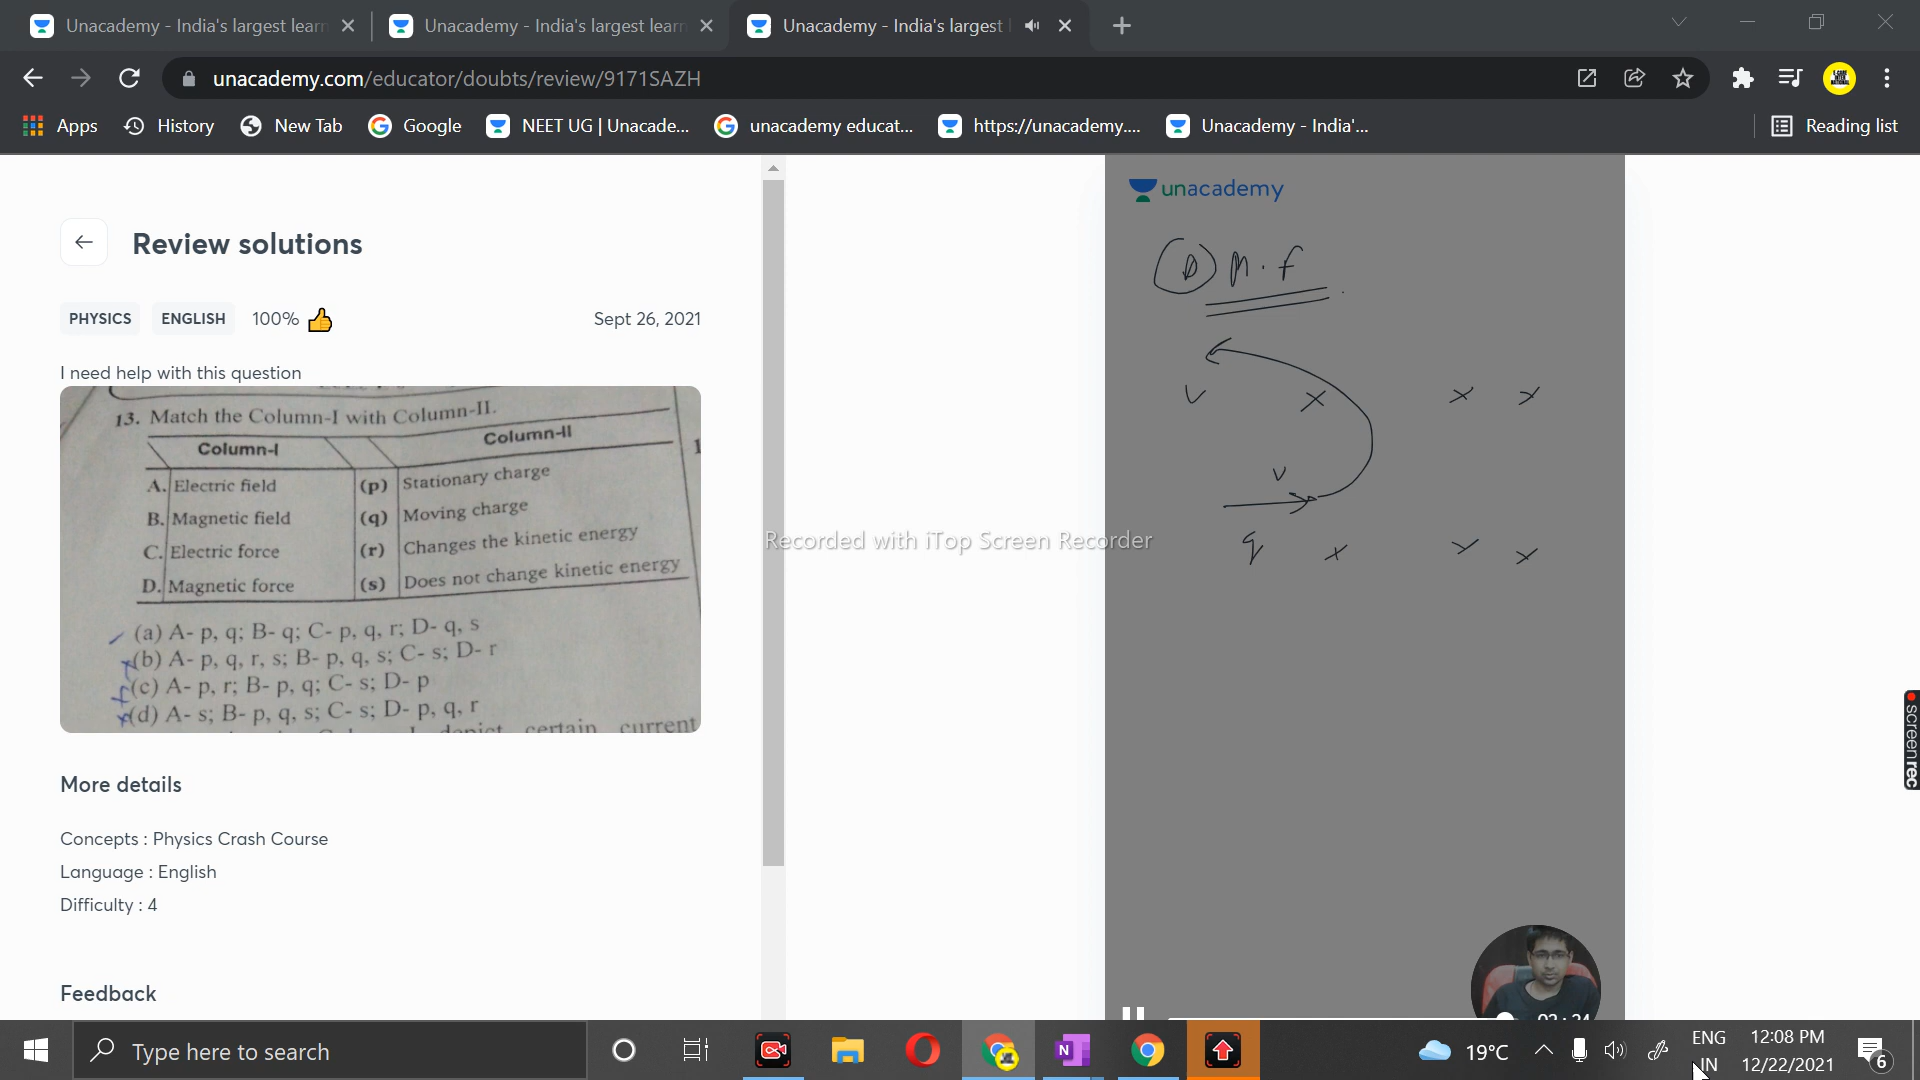 Unacademy - India's largest learn
Unacademy - India's largest learn
Unacademy - India's largest
unacademy.com/educator/doubts/review/9171SAZH
Apps
History
New Tab
Google
NEET UG | Unacade...
unacademy educat...
https://unacademy....
Unacademy - India'...
Reading list
Review solutions
PHYSICS
ENGLISH
100%
Sept 26, 2021
I need help with this question
13. Match the Column-I with Column-II.
Column-I
Column-II
A. Electric field
(p) Stationary charge
B. Magnetic field
(q) Moving charge
C. Electric force
(r) Changes the kinetic energy
D. Magnetic force
(s) Does not change kinetic energy
(a) A- p, q; B- q; C- p, q, r; D- q, s
(b) A- p, q, r, s; B- p, q, s; C- s; D- r
(c) A- p, r; B- p, q; C- s; D- p
(d) A- s; B- p, q, s; C- s; D- p, q, r
depict certain current
More details
Concepts : Physics Crash Course
Language : English
Difficulty : 4
Feedback
unacademy
D M.f
v x x x
v
q x x x
Recorded with iTop Screen Recorder
screenrec
Type here to search
19°C
ENG
IN
12:08 PM
12/22/2021
6